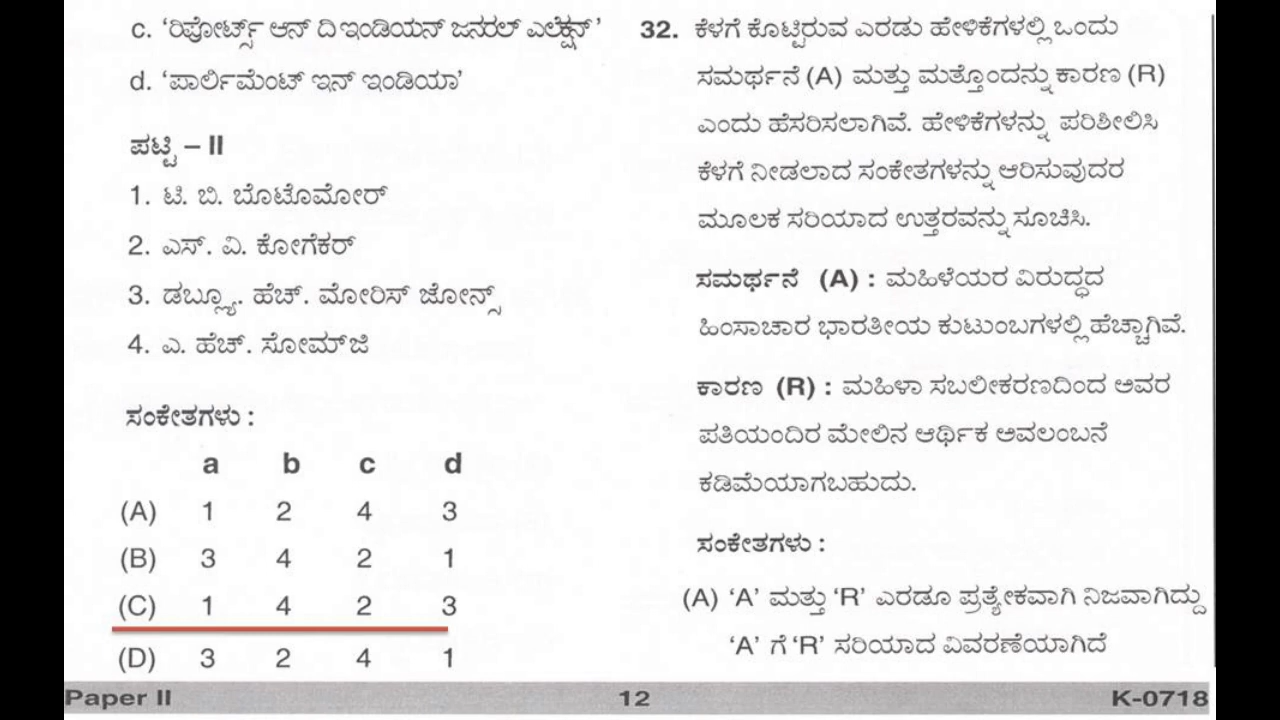 c. ‘ರಿಪೋರ್ಟ್ಸ್ ಆನ್ ದಿ ಇಂಡಿಯನ್ ಜನರಲ್ ಎಲೆಕ್ಷನ್’
d. ‘ಪಾರ್ಲಿಮೆಂಟ್ ಇನ್ ಇಂಡಿಯಾ’
ಪಟ್ಟಿ – II
1. ಟಿ. ಬಿ. ಬೊಟೊಮೋರ್
2. ಎಸ್. ವಿ. ಕೋಗೆಕರ್
3. ಡಬ್ಲ್ಯೂ. ಹೆಚ್. ಮೋರಿಸ್ ಜೋನ್ಸ್
4. ಎ. ಹೆಚ್. ಸೋಮ್‌ಜಿ
ಸಂಕೇತಗಳು :
a b c d
(A) 1 2 4 3
(B) 3 4 2 1
(C) 1 4 2 3
(D) 3 2 4 1
32. ಕೆಳಗೆ ಕೊಟ್ಟಿರುವ ಎರಡು ಹೇಳಿಕೆಗಳಲ್ಲಿ ಒಂದು
ಸಮರ್ಥನೆ (A) ಮತ್ತು ಮತ್ತೊಂದನ್ನು ಕಾರಣ (R)
ಎಂದು ಹೆಸರಿಸಲಾಗಿವೆ. ಹೇಳಿಕೆಗಳನ್ನು ಪರಿಶೀಲಿಸಿ
ಕೆಳಗೆ ನೀಡಲಾದ ಸಂಕೇತಗಳನ್ನು ಆರಿಸುವುದರ
ಮೂಲಕ ಸರಿಯಾದ ಉತ್ತರವನ್ನು ಸೂಚಿಸಿ.
ಸಮರ್ಥನೆ (A) : ಮಹಿಳೆಯರ ವಿರುದ್ಧದ
ಹಿಂಸಾಚಾರ ಭಾರತೀಯ ಕುಟುಂಬಗಳಲ್ಲಿ ಹೆಚ್ಚಾಗಿವೆ.
ಕಾರಣ (R) : ಮಹಿಳಾ ಸಬಲೀಕರಣದಿಂದ ಅವರ
ಪತಿಯಂದಿರ ಮೇಲಿನ ಆರ್ಥಿಕ ಅವಲಂಬನೆ
ಕಡಿಮೆಯಾಗಬಹುದು.
ಸಂಕೇತಗಳು :
(A) ‘A’ ಮತ್ತು ‘R’ ಎರಡೂ ಪ್ರತ್ಯೇಕವಾಗಿ ನಿಜವಾಗಿದ್ದು
‘A’ ಗೆ ‘R’ ಸರಿಯಾದ ವಿವರಣೆಯಾಗಿದೆ
Paper II 12 K-0718